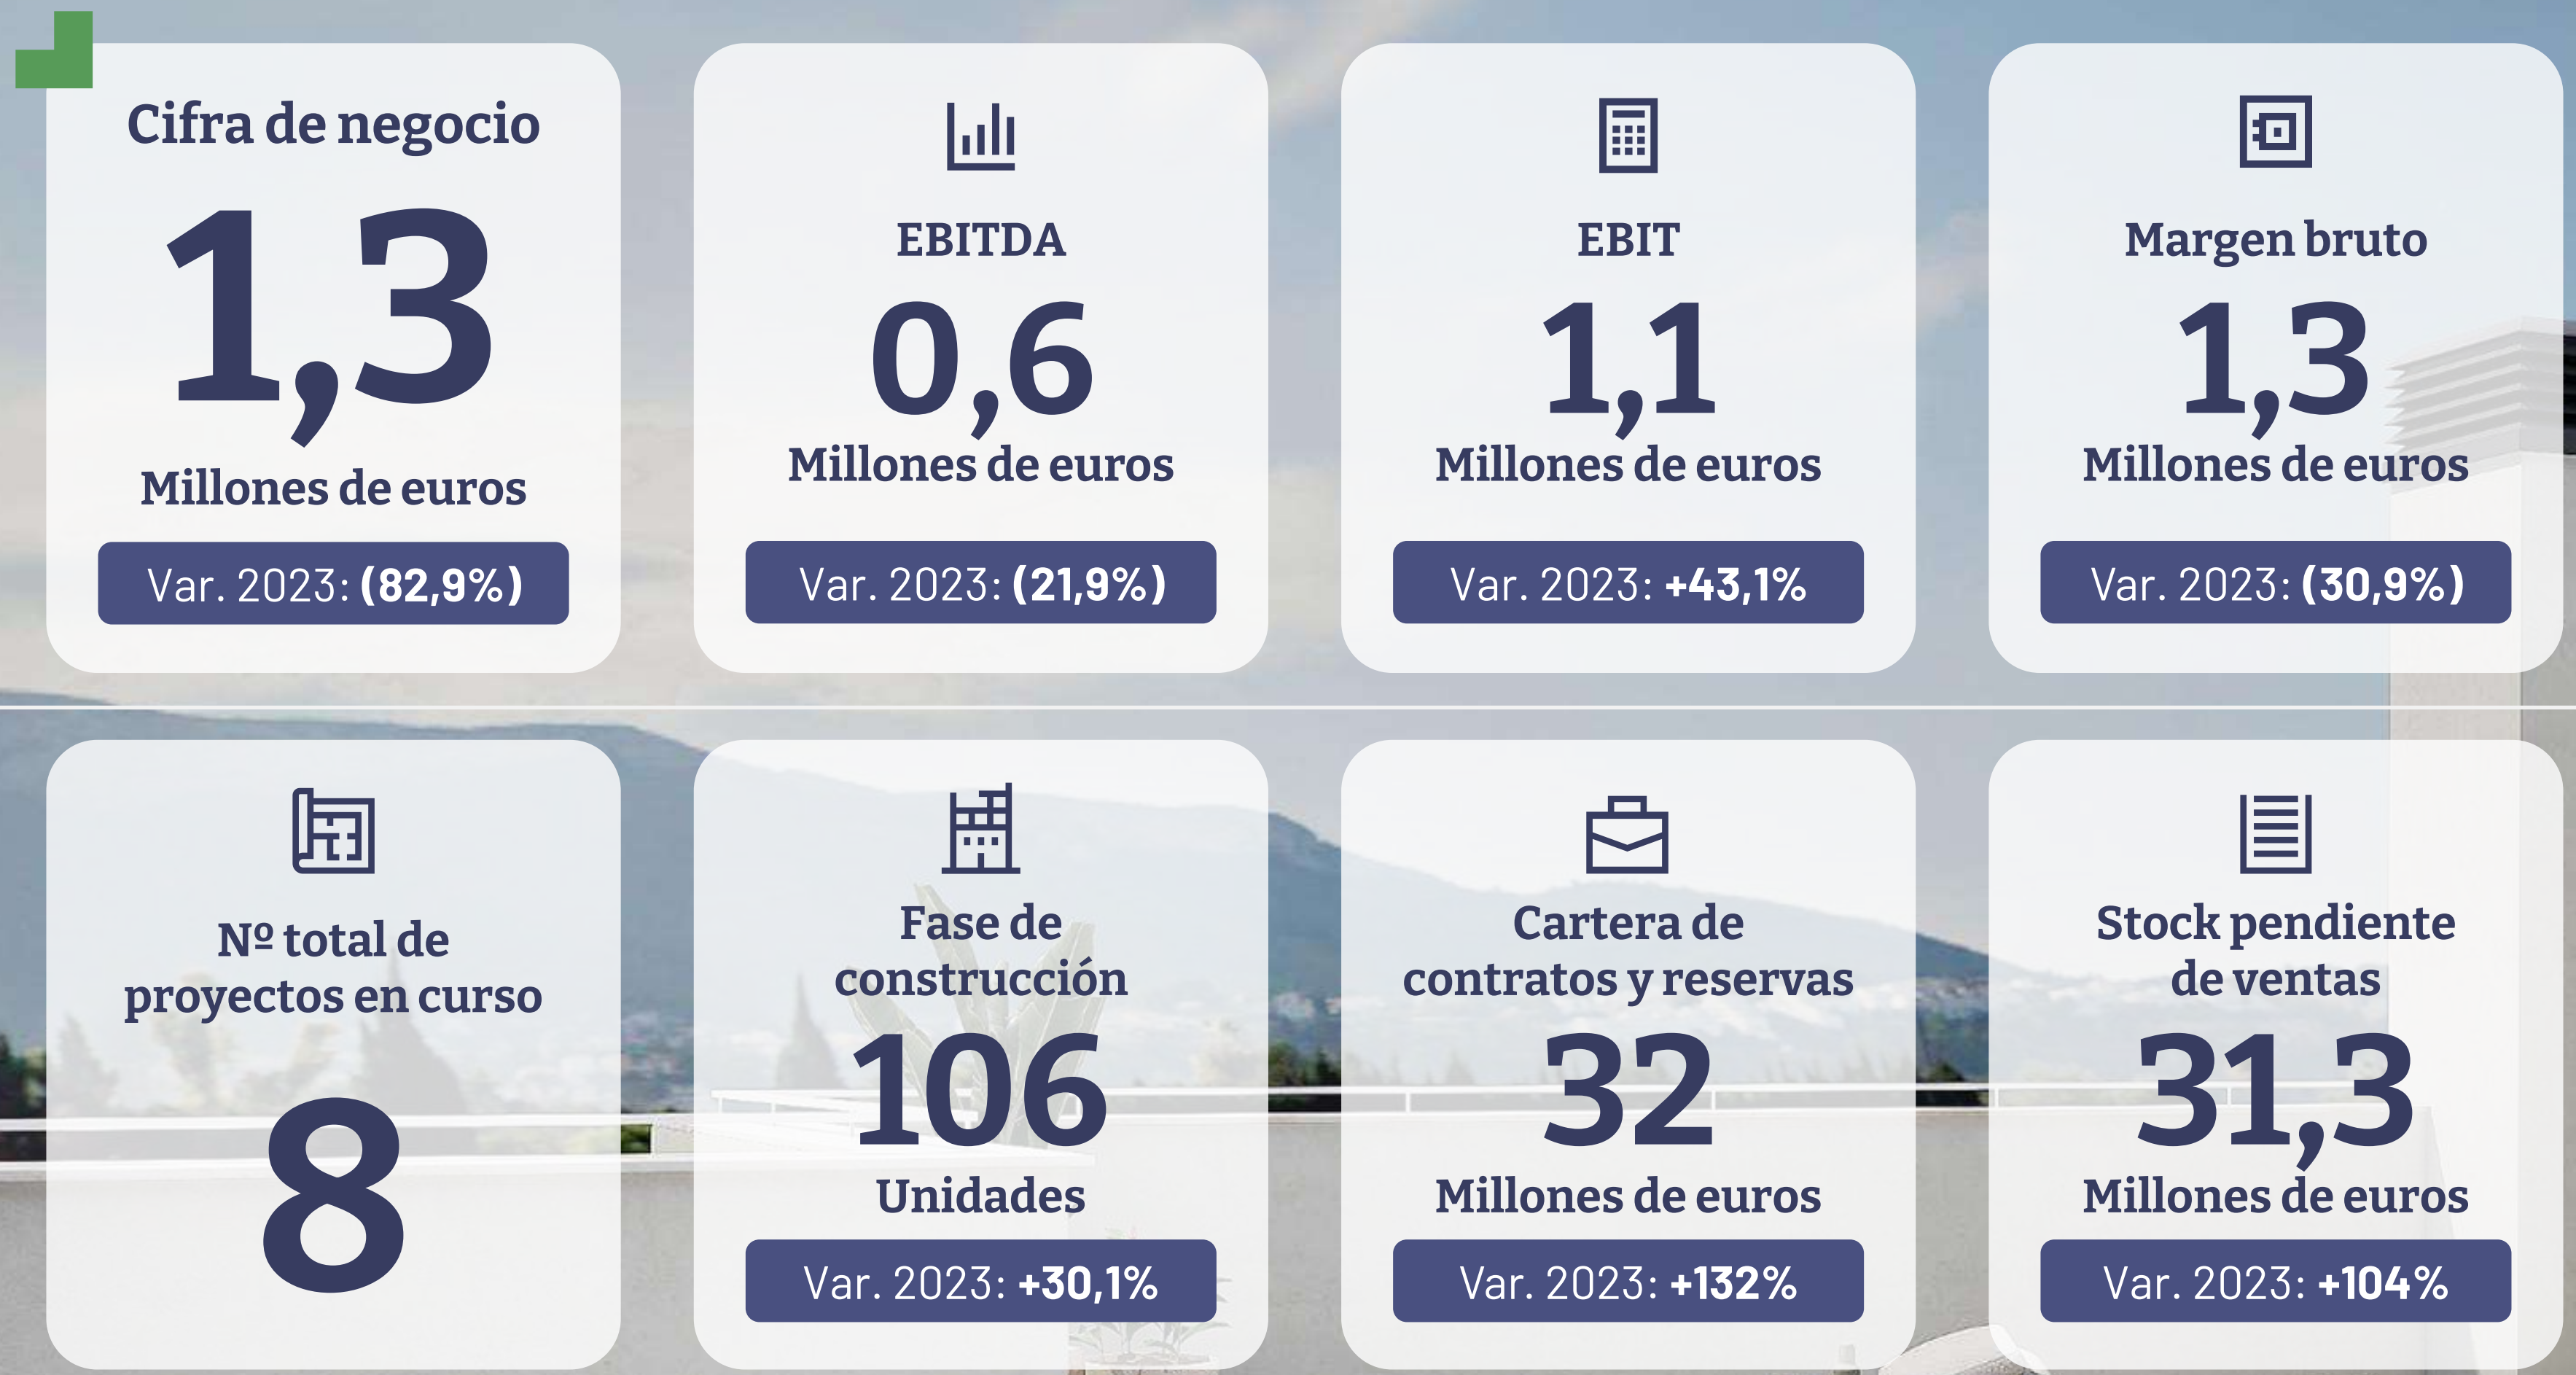 Cifra de negocio
1,3
Millones de euros
Var. 2023: (82,9%)
EBITDA
0,6
Millones de euros
Var. 2023: (21,9%)
EBIT
1,1
Millones de euros
Var. 2023: +43,1%
Margen bruto
1,3
Millones de euros
Var. 2023: (30,9%)
Nº total de
proyectos en curso
8
Fase de
construcción
106
Unidades
Var. 2023: +30,1%
Cartera de
contratos y reservas
32
Millones de euros
Var. 2023: +132%
Stock pendiente
de ventas
31,3
Millones de euros
Var. 2023: +104%